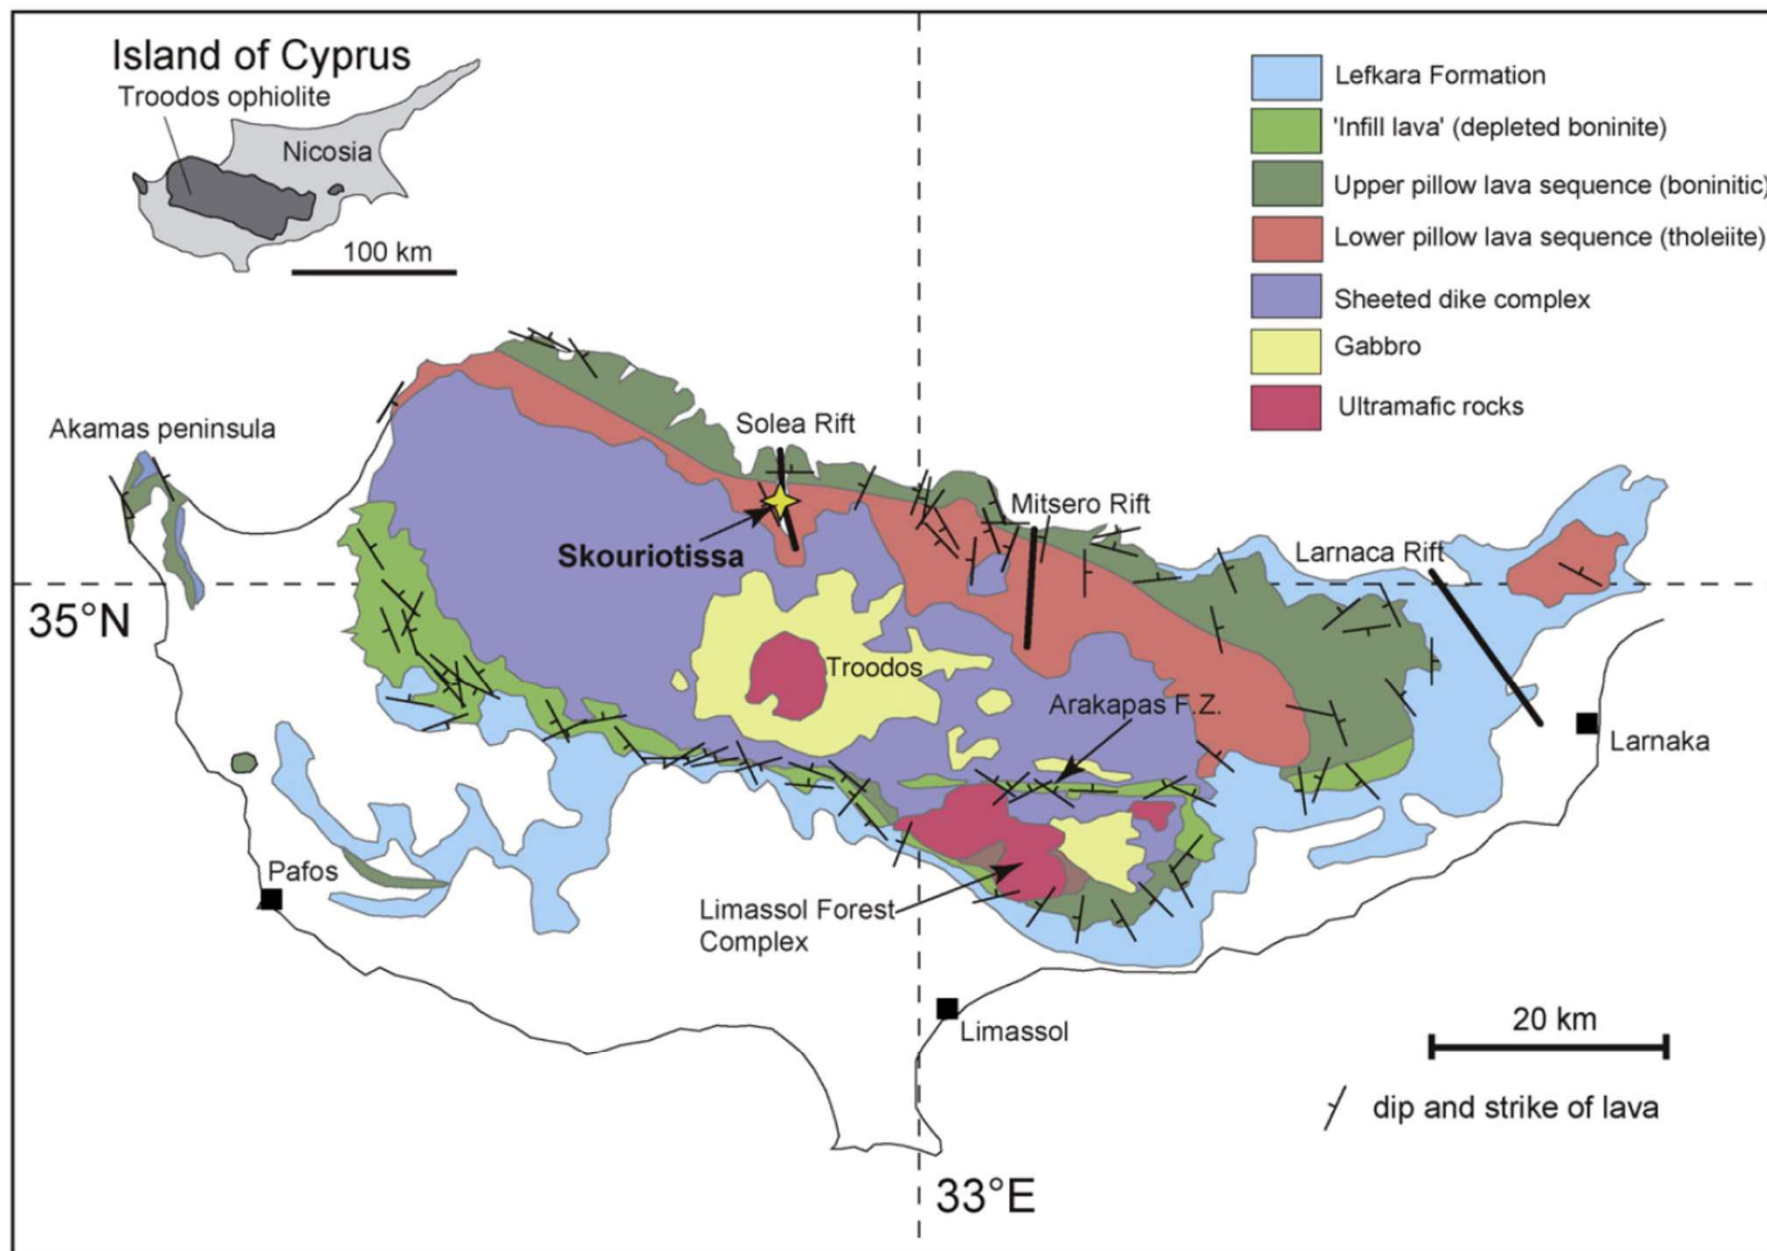 Island of Cyprus
Troodos ophiolite
Nicosia
100 km
Lefkara Formation
'Infill lava' (depleted boninite)
Upper pillow lava sequence (boninitic)
Lower pillow lava sequence (tholeiite)
Sheeted dike complex
Gabbro
Ultramafic rocks
Akamas peninsula
Solea Rift
Mitsero Rift
Larnaca Rift
Skouriotissa
35°N
Troodos
Arakapas F.Z.
Larnaka
Pafos
Limassol Forest
Complex
Limassol
20 km
dip and strike of lava
33°E